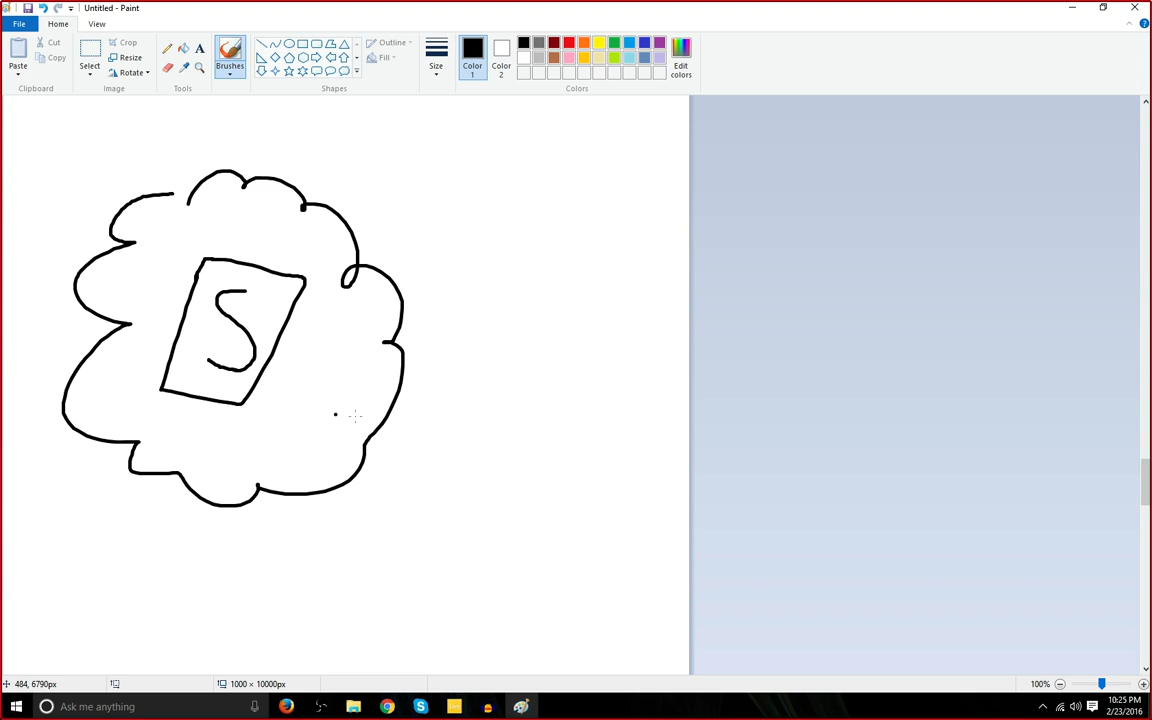 Untitled - Paint
File Home View
Paste
Cut
Copy
Clipboard
Select
Crop
Resize
Rotate
Image
A
Tools
Brushes
Outline
Fill
Shapes
Size
Color 1
Color 2
Edit colors
Colors
S
484, 6790px
1000 × 10000px
100%
Ask me anything
10:25 PM
2/23/2016